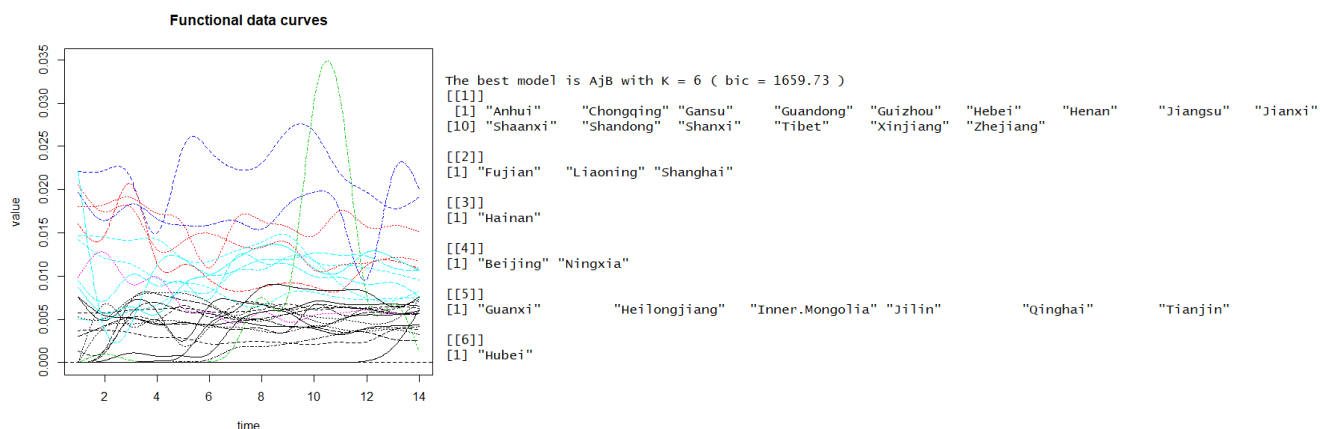 Functional data curves
value
0.000 0.005 0.010 0.015 0.020 0.025 0.030 0.035
2 4 6 8 10 12 14
time
The best model is AjB with K = 6 ( bic = 1659.73 )
[[1]]
[1] "Anhui" "Chongqing" "Gansu" "Guandong" "Guizhou" "Hebei" "Henan" "Jiangsu" "Jianxi"
[10] "Shaanxi" "Shandong" "Shanxi" "Tibet" "Xinjiang" "Zhejiang"
[[2]]
[1] "Fujian" "Liaoning" "Shanghai"
[[3]]
[1] "Hainan"
[[4]]
[1] "Beijing" "Ningxia"
[[5]]
[1] "Guanxi" "Heilongjiang" "Inner.Mongolia" "Jilin" "Qinghai" "Tianjin"
[[6]]
[1] "Hubei"